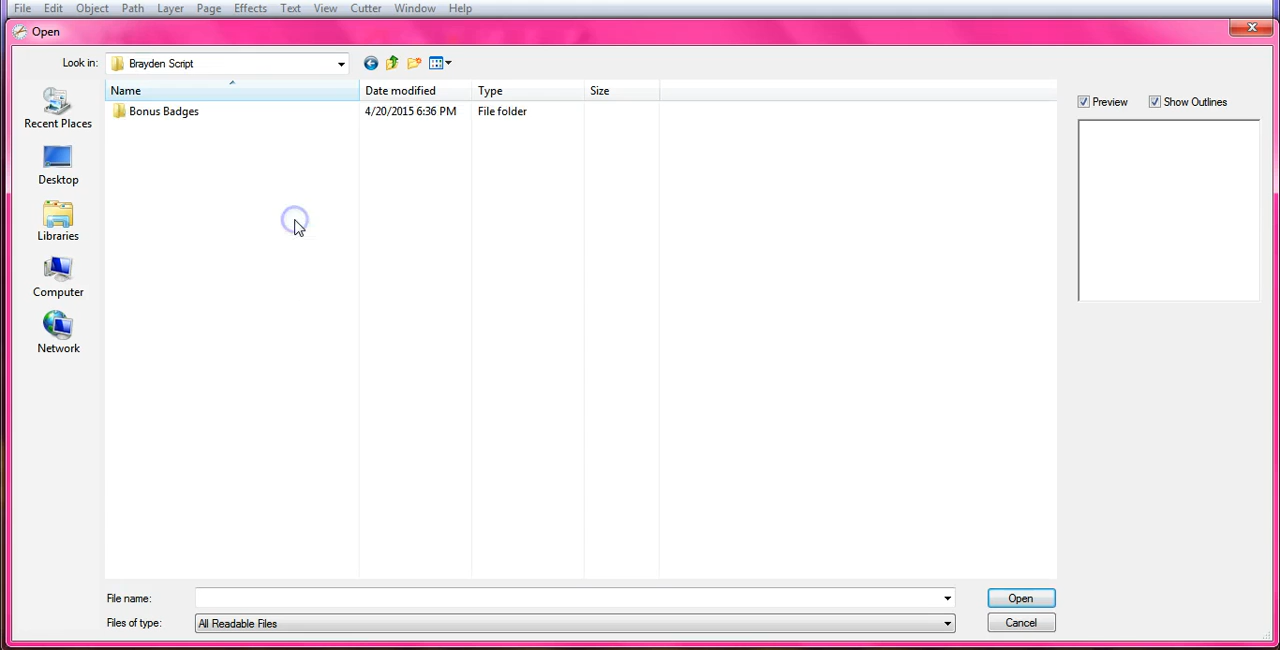 File Edit Object Path Layer Page Effects Text View Cutter Window Help
Open
Look in: Brayden Script
Name Date modified Type Size
Bonus Badges 4/20/2015 6:36 PM File folder
Preview Show Outlines
Recent Places
Desktop
Libraries
Computer
Network
File name: Open
Files of type: All Readable Files Cancel